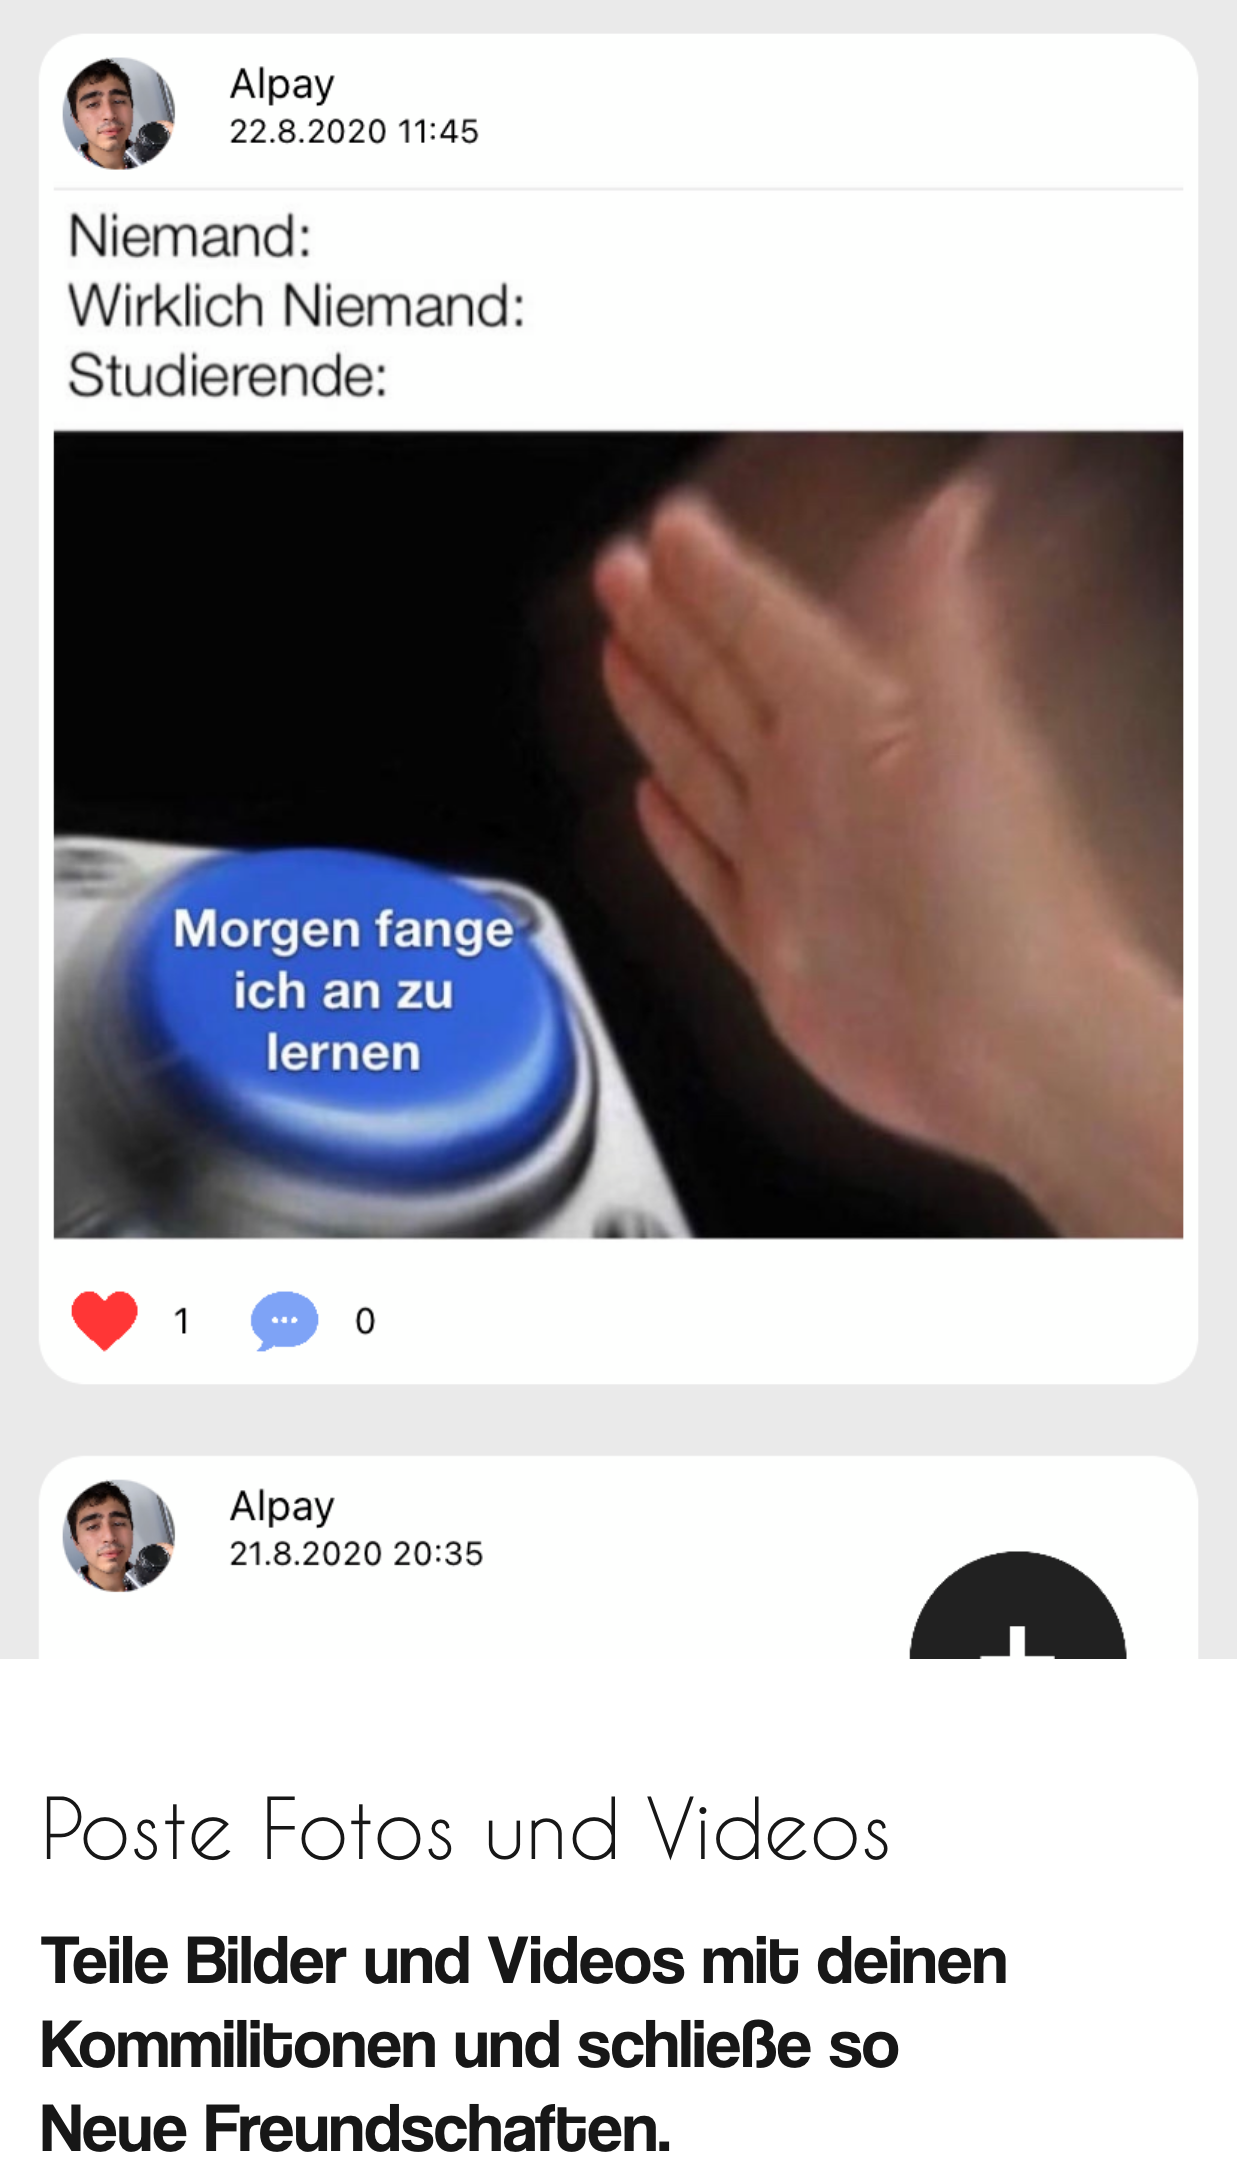 Alpay
22.8.2020 11:45
Niemand:
Wirklich Niemand:
Studierende:
Morgen fange
ich an zu
lernen
1 0
Alpay
21.8.2020 20:35
Poste Fotos und Videos
Teile Bilder und Videos mit deinen
Kommilitonen und schließe so
Neue Freundschaften.